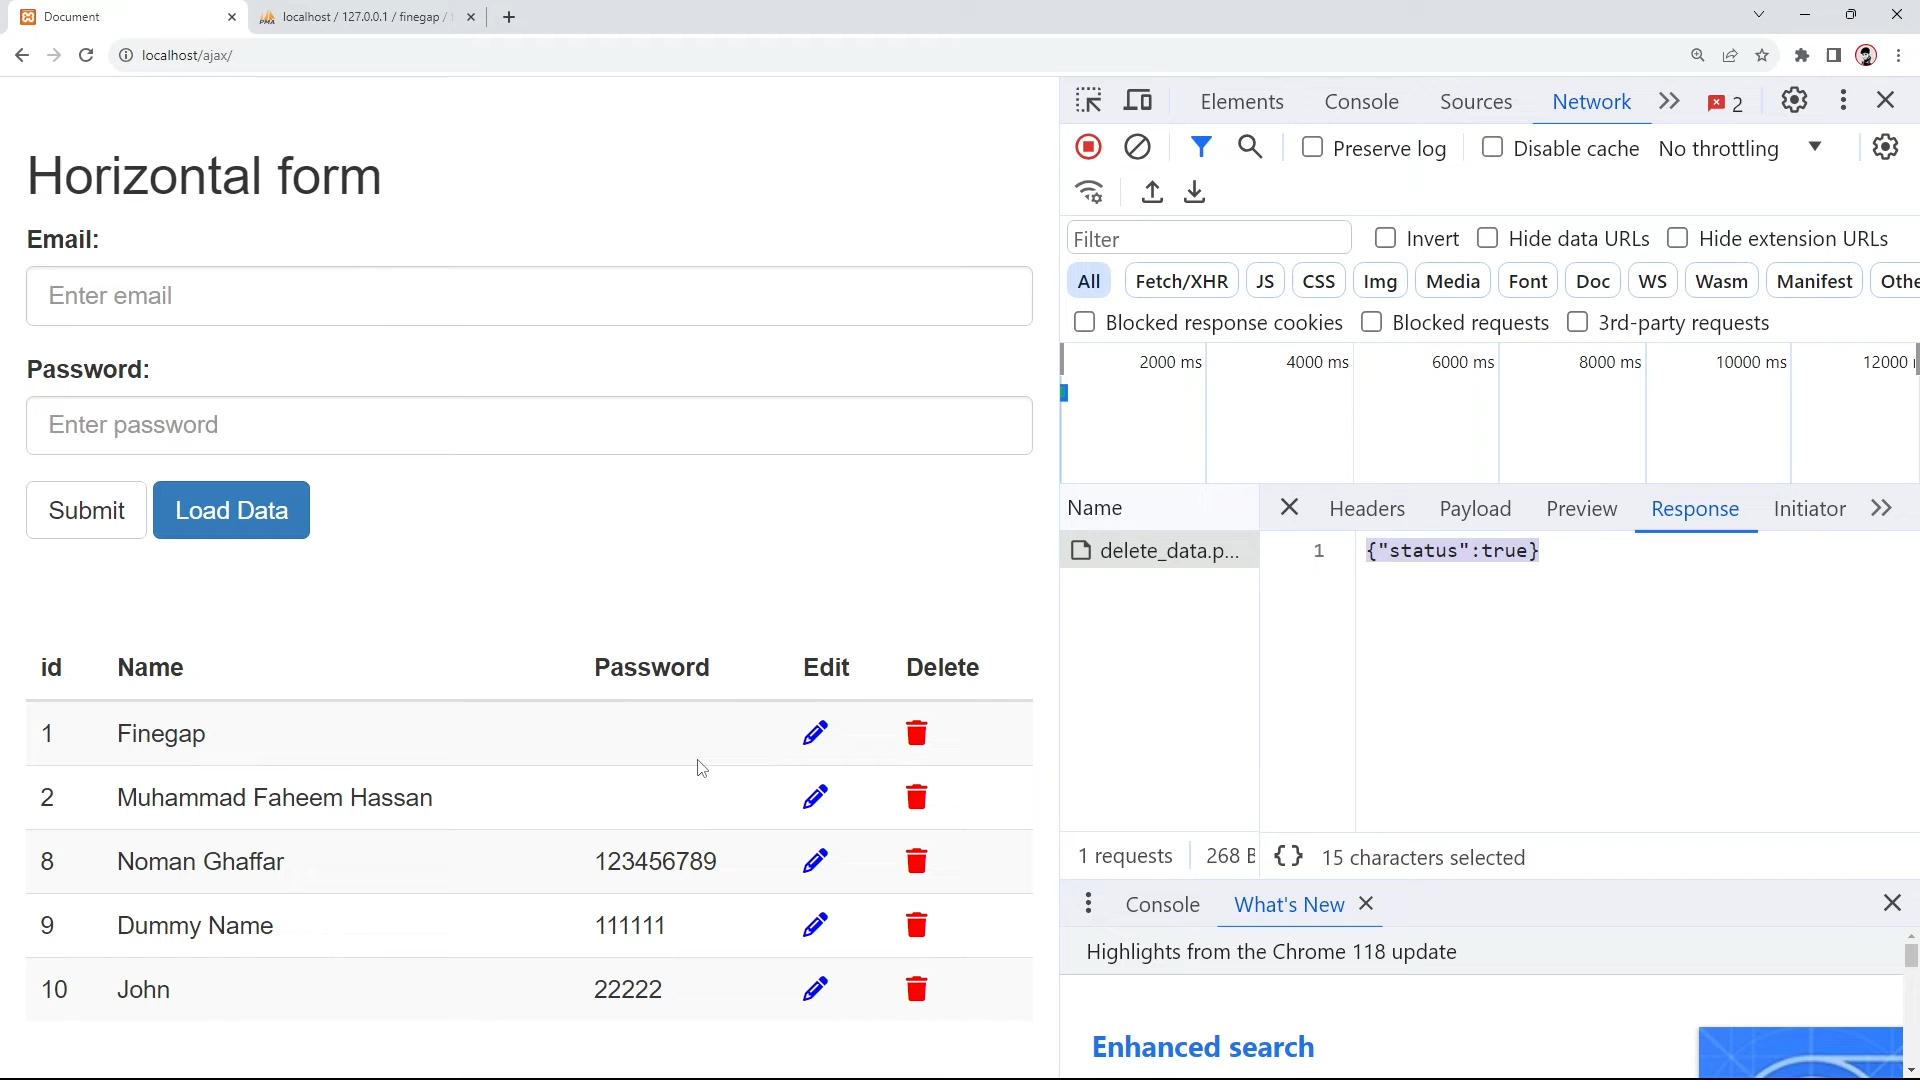 Document
localhost / 127.0.0.1 / finegap /
localhost/ajax/
Horizontal form
Email:
Enter email
Password:
Enter password
Submit
Load Data
id Name Password Edit Delete
1 Finegap
2 Muhammad Faheem Hassan
8 Noman Ghaffar 123456789
9 Dummy Name 111111
10 John 22222
Elements Console Sources Network 2
Preserve log Disable cache No throttling
Filter Invert Hide data URLs Hide extension URLs
All Fetch/XHR JS CSS Img Media Font Doc WS Wasm Manifest Othe
Blocked response cookies Blocked requests 3rd-party requests
2000 ms 4000 ms 6000 ms 8000 ms 10000 ms 12000
Name Headers Payload Preview Response Initiator
delete_data.p... 1 {"status":true}
1 requests 268 B {} 15 characters selected
Console What's New
Highlights from the Chrome 118 update
Enhanced search